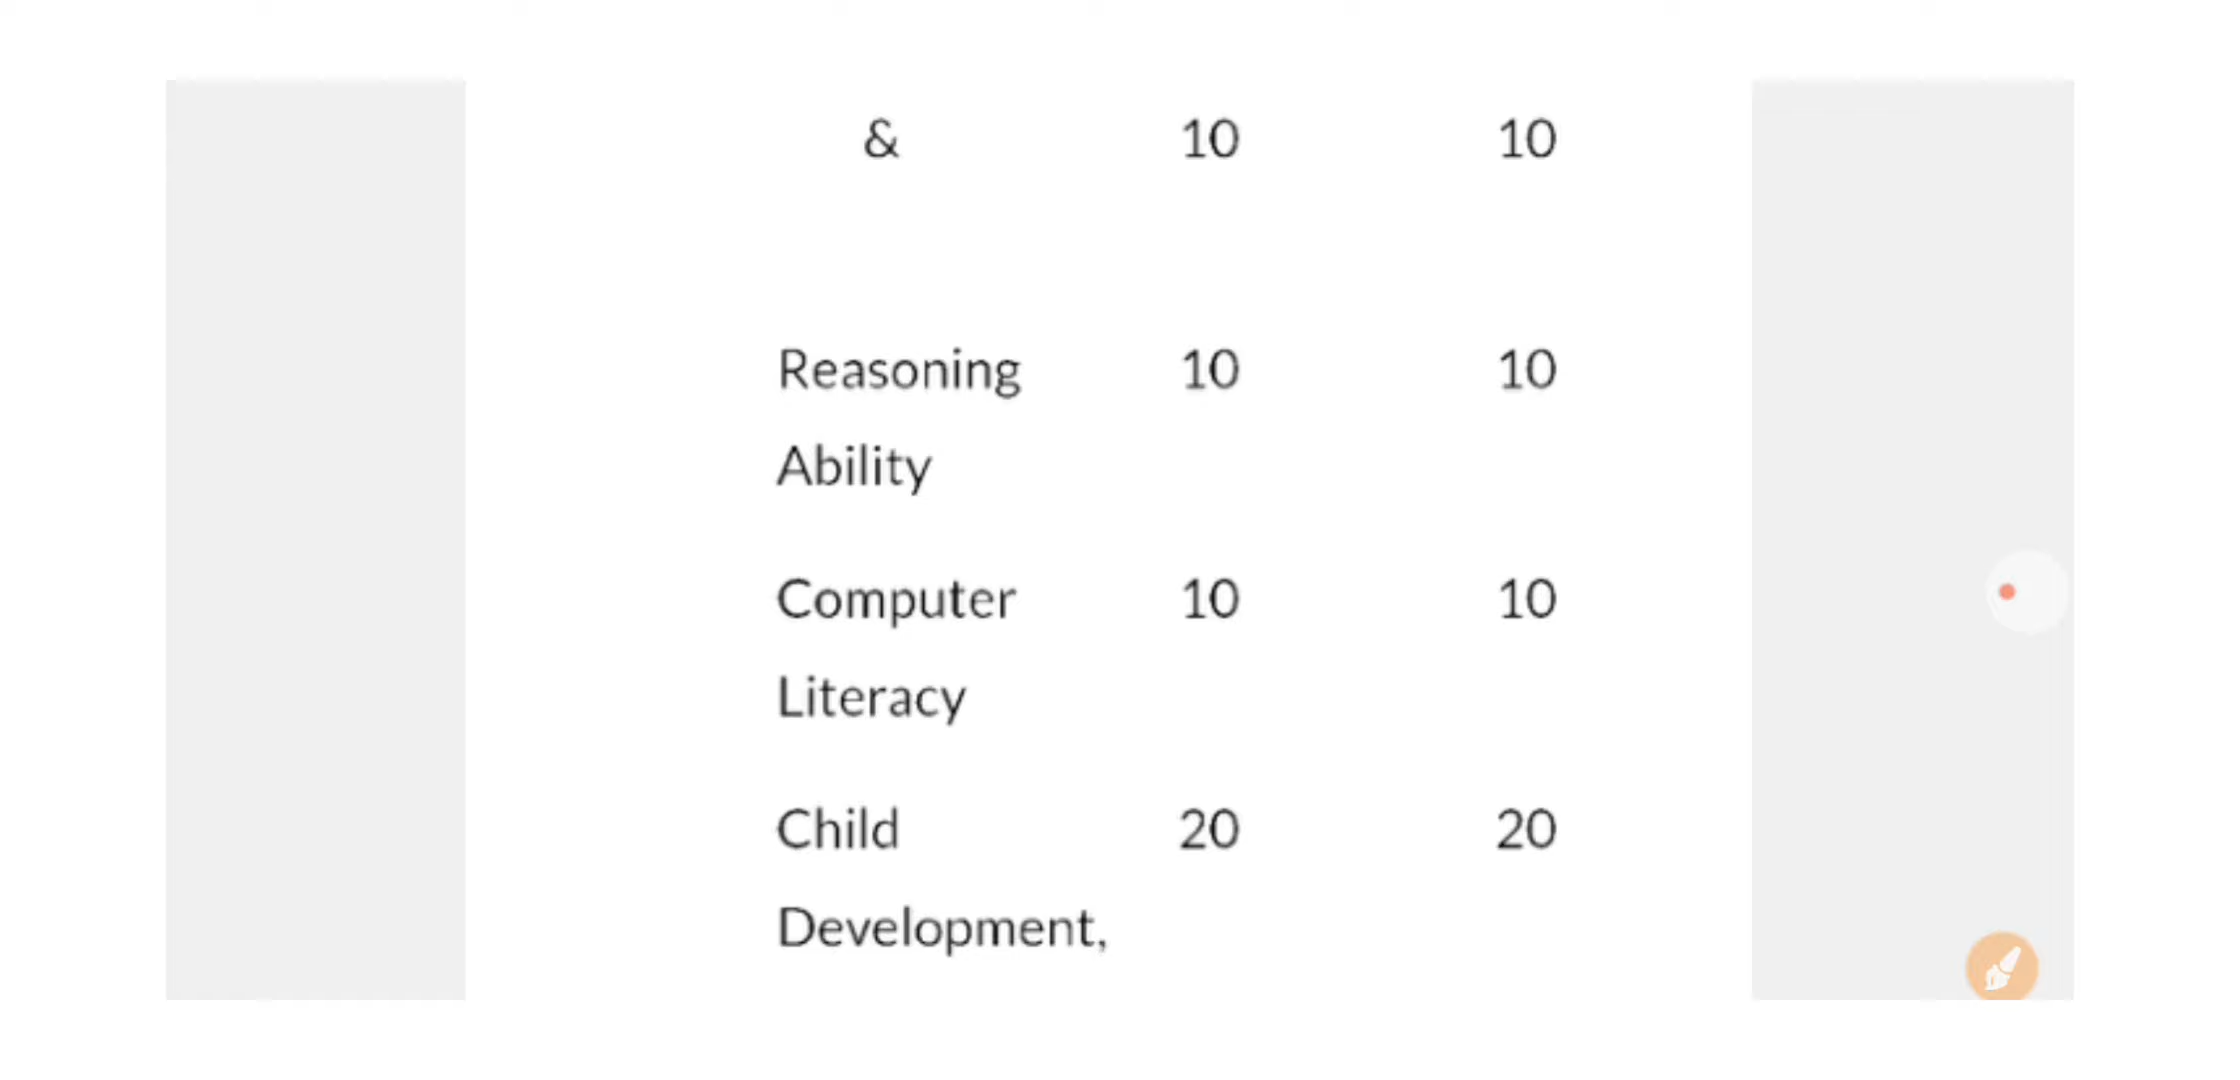 & 10 10
Reasoning 10 10
Ability
Computer 10 10
Literacy
Child 20 20
Development,